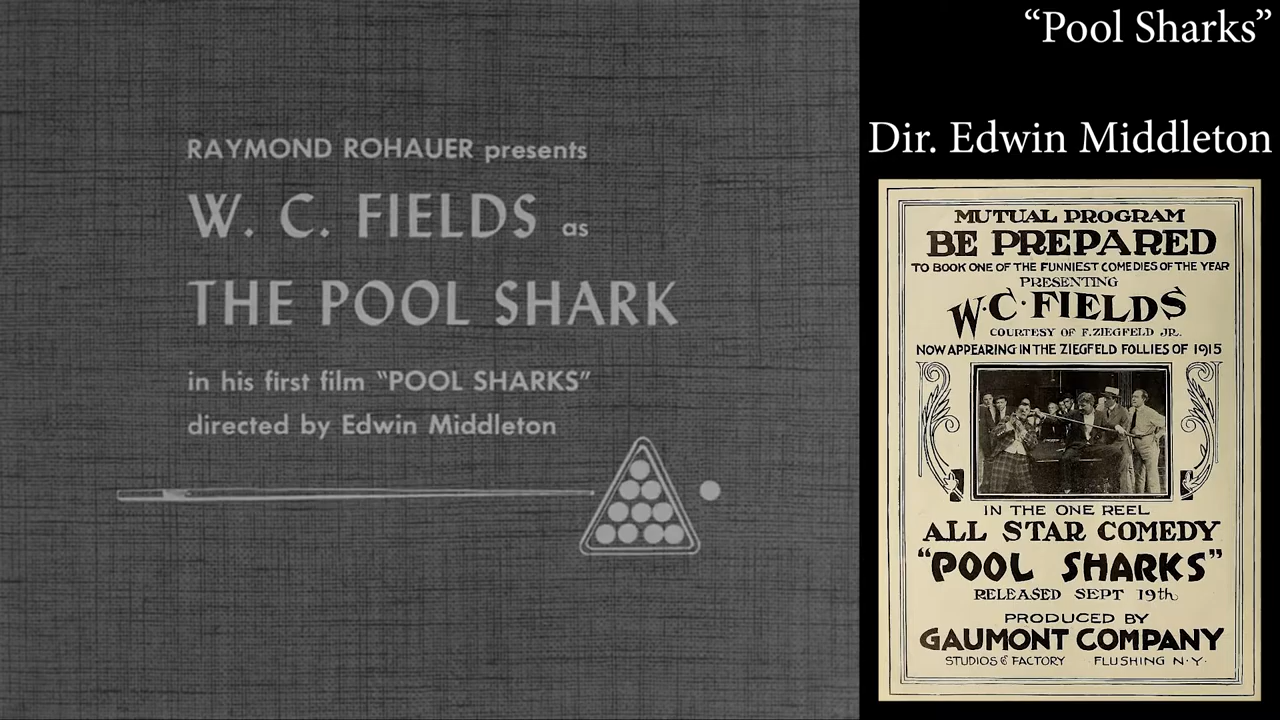 RAYMOND ROHAUER presents
W. C. FIELDS as
THE POOL SHARK
in his first film "POOL SHARKS"
directed by Edwin Middleton
“Pool Sharks”
Dir. Edwin Middleton
MUTUAL PROGRAM
BE PREPARED
TO BOOK ONE OF THE FUNNIEST COMEDIES OF THE YEAR
PRESENTING
W·C·FIELDS
COURTESY OF F. ZIEGFELD JR.
NOW APPEARING IN THE ZIEGFELD FOLLIES OF 1915
IN THE ONE REEL
ALL STAR COMEDY
“POOL SHARKS”
RELEASED SEPT 19th
PRODUCED BY
GAUMONT COMPANY
STUDIOS & FACTORY FLUSHING N·Y·